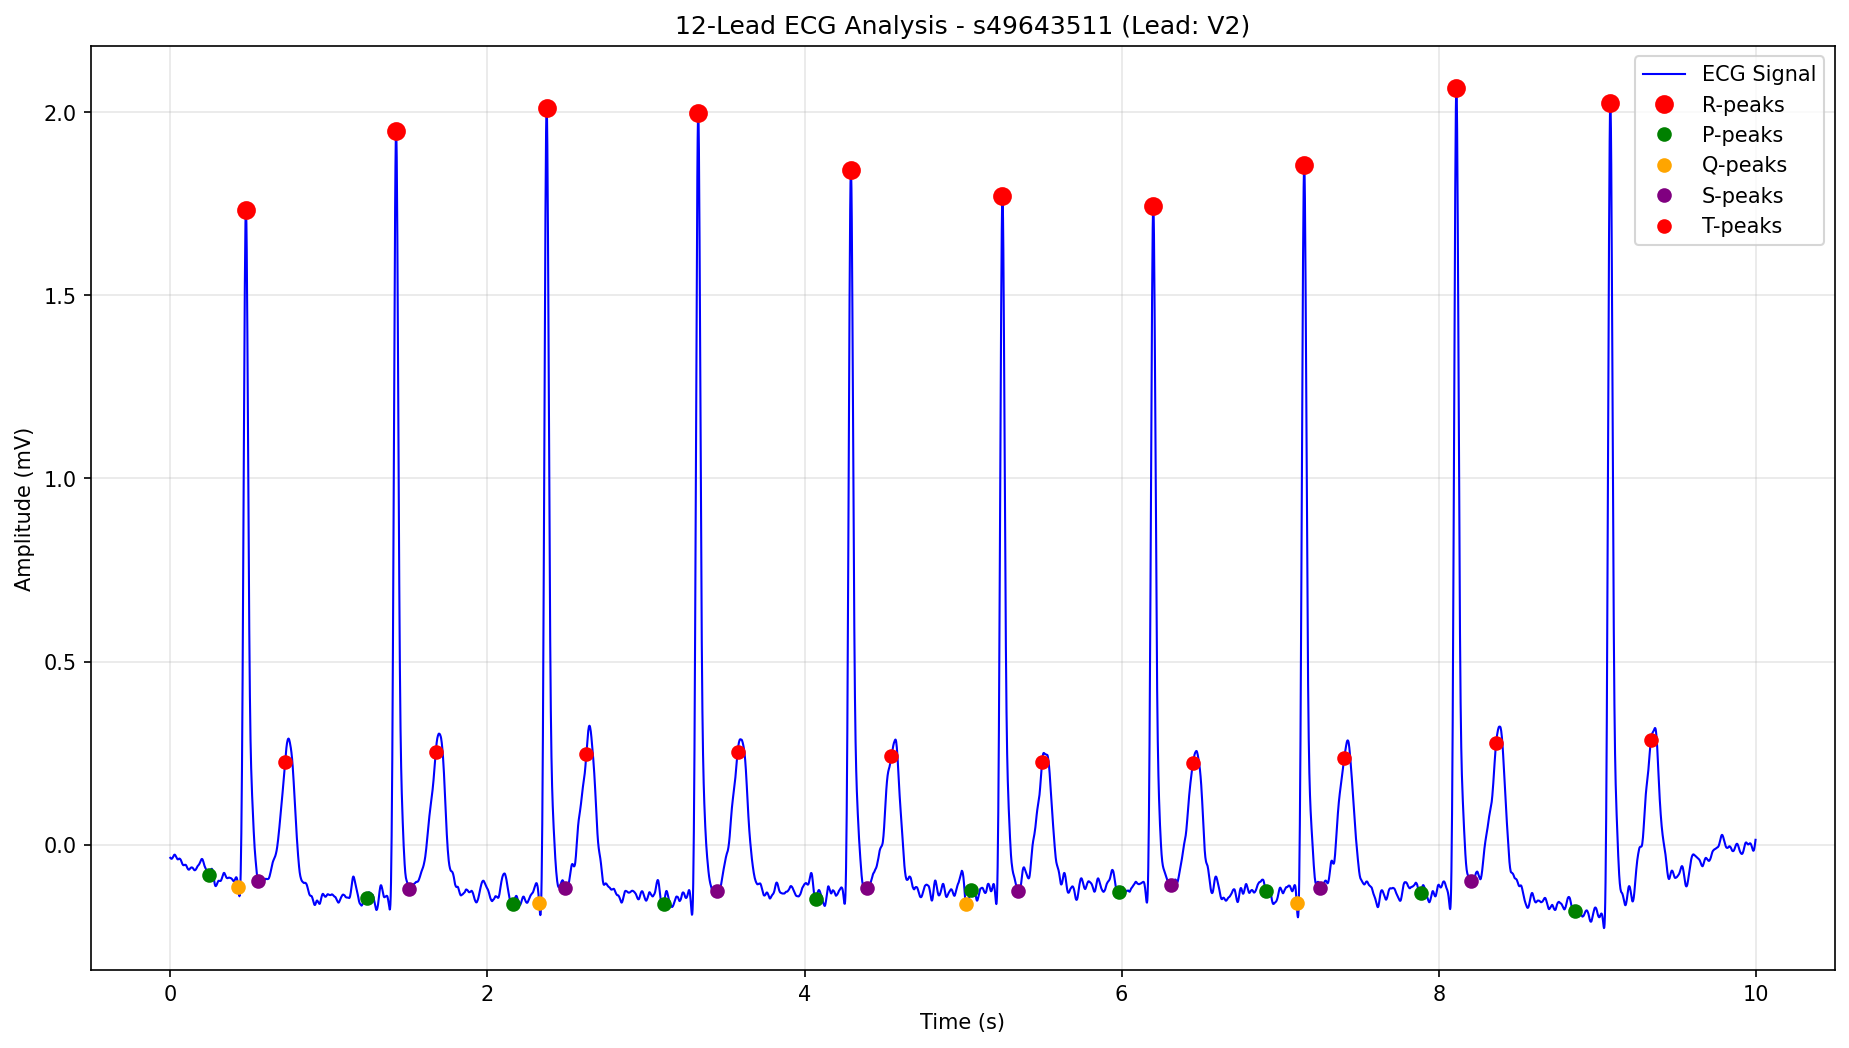 12-Lead ECG Analysis - s49643511 (Lead: V2)
ECG Signal
R-peaks
P-peaks
Q-peaks
S-peaks
T-peaks
Amplitude (mV)
2.0
1.5
1.0
0.5
0.0
0 2 4 6 8 10
Time (s)